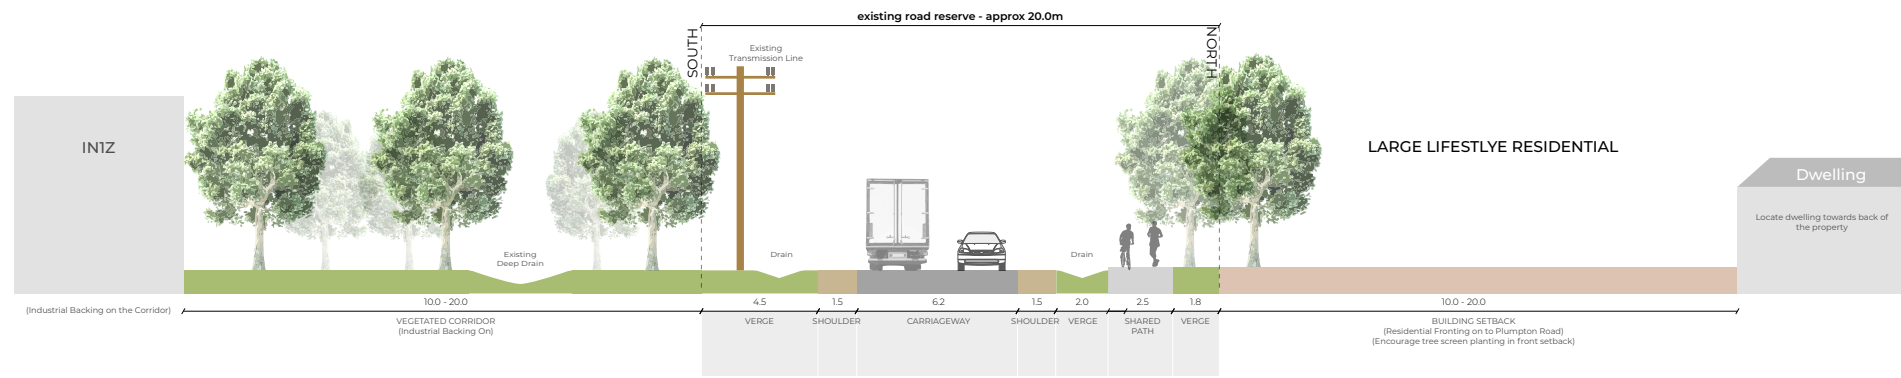 existing road reserve - approx 20.0m
SOUTH
NORTH
Existing
Transmission Line
IN1Z
LARGE LIFESTLYE RESIDENTIAL
Dwelling
Locate dwelling towards back of
the property
Existing
Deep Drain
Drain
Drain
(Industrial Backing on the Corridor)
10.0 - 20.0
4.5
1.5
6.2
1.5
2.0
2.5
1.8
10.0 - 20.0
VEGETATED CORRIDOR
(Industrial Backing On)
VERGE
SHOULDER
CARRIAGEWAY
SHOULDER
VERGE
SHARED
PATH
VERGE
BUILDING SETBACK
(Residential Fronting on to Plumpton Road)
(Encourage tree screen planting in front setback)